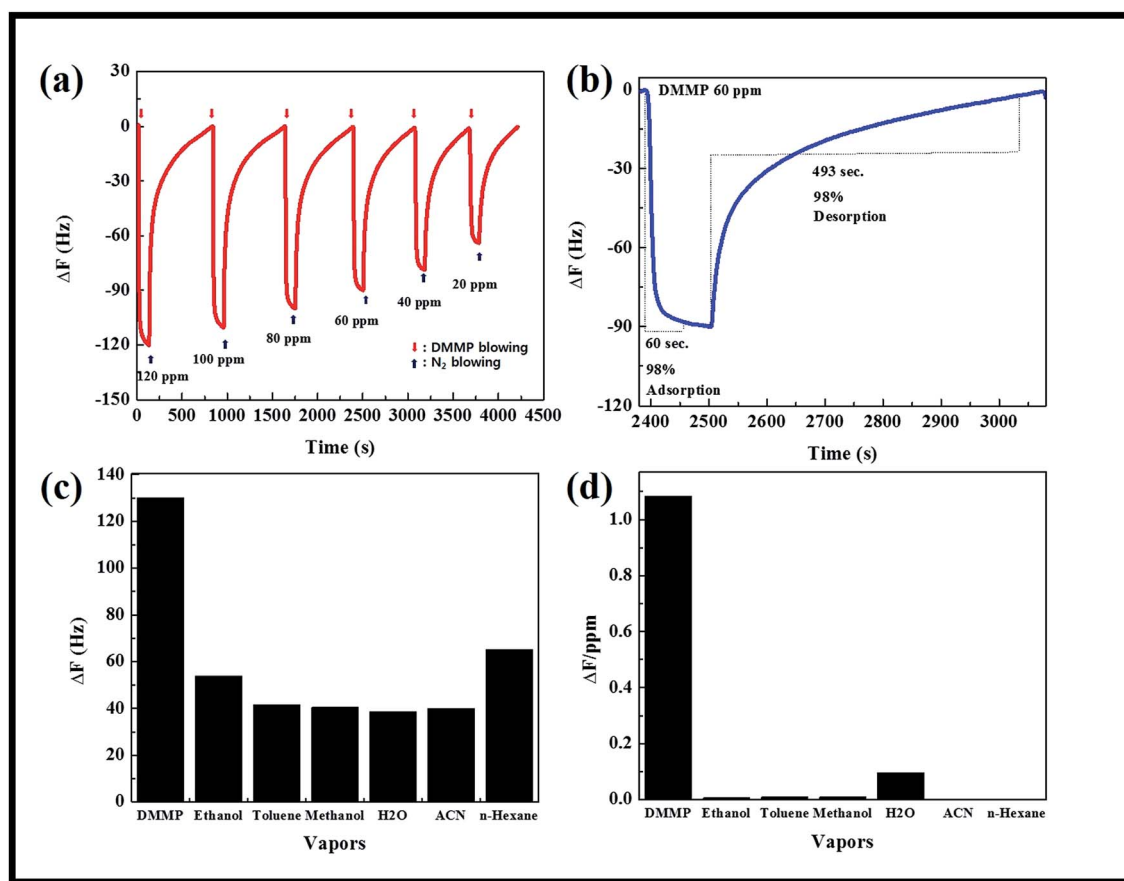 (a)
30
0
-30
-60
-90
-120
-150
ΔF (Hz)
120 ppm
100 ppm
80 ppm
60 ppm
40 ppm
20 ppm
: DMMP blowing
: N₂ blowing
0 500 1000 1500 2000 2500 3000 3500 4000 4500
Time (s)
(b)
0
-30
-60
-90
-120
ΔF (Hz)
DMMP 60 ppm
493 sec.
98%
Desorption
60 sec.
98%
Adsorption
2400 2500 2600 2700 2800 2900 3000
Time (s)
(c)
140
120
100
80
60
40
20
0
ΔF (Hz)
DMMP Ethanol Toluene Methanol H2O ACN n-Hexane
Vapors
(d)
1.0
0.8
0.6
0.4
0.2
0.0
ΔF/ppm
DMMP Ethanol Toluene Methanol H2O ACN n-Hexane
Vapors